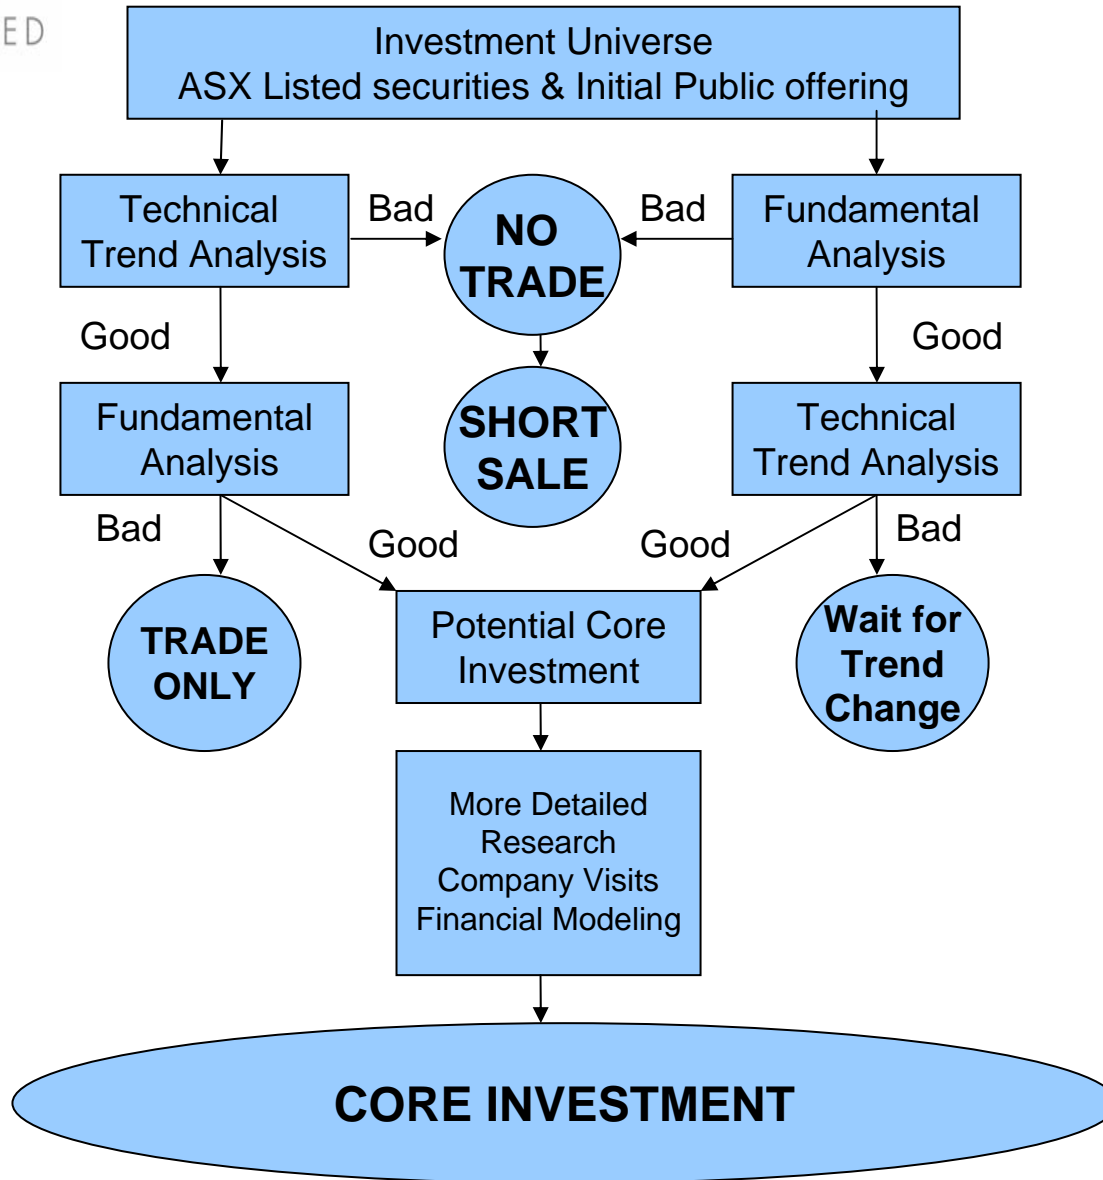 ED
Investment Universe
ASX Listed securities & Initial Public offering
Technical
Trend Analysis
Bad
NO
TRADE
Bad
Fundamental
Analysis
Good
Good
Fundamental
Analysis
SHORT
SALE
Technical
Trend Analysis
Bad
Good
Good
Bad
TRADE
ONLY
Potential Core
Investment
Wait for
Trend
Change
More Detailed
Research
Company Visits
Financial Modeling
CORE INVESTMENT